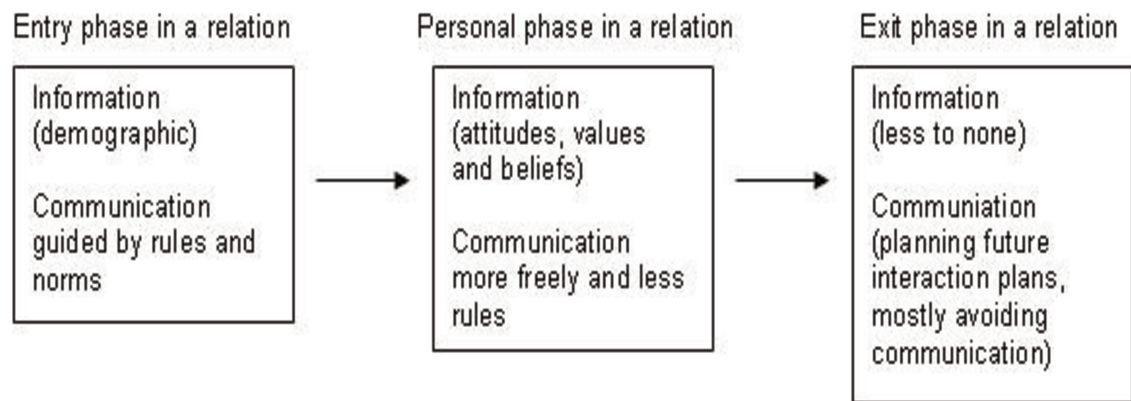 Entry phase in a relation
Information
(demographic)
Communication
guided by rules and
norms
Personal phase in a relation
Information
(attitudes, values
and beliefs)
Communication
more freely and less
rules
Exit phase in a relation
Information
(less to none)
Communiation
(planning future
interaction plans,
mostly avoiding
communication)